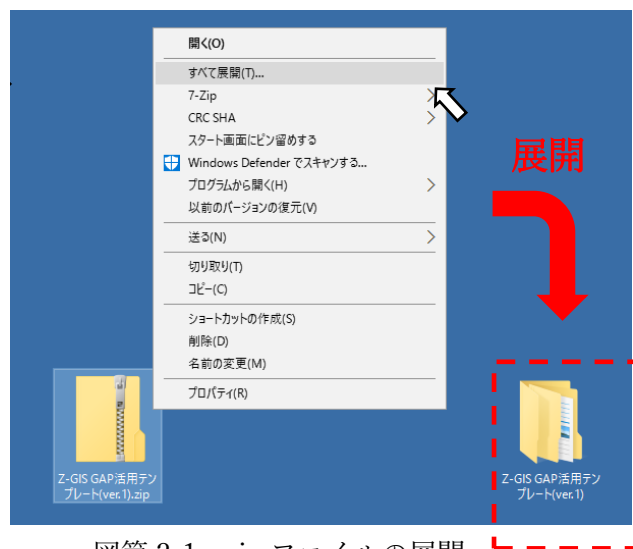 開く(O)
すべて展開(T)...
7-Zip
CRC SHA
スタート画面にピン留めする
Windows Defender でスキャンする...
プログラムから開く(H)
以前のバージョンの復元(V)
送る(N)
切り取り(T)
コピー(C)
ショートカットの作成(S)
削除(D)
名前の変更(M)
プロパティ(R)
展開
Z-GIS GAP活用テン
プレート(ver.1).zip
Z-GIS GAP活用テン
プレート(ver.1)